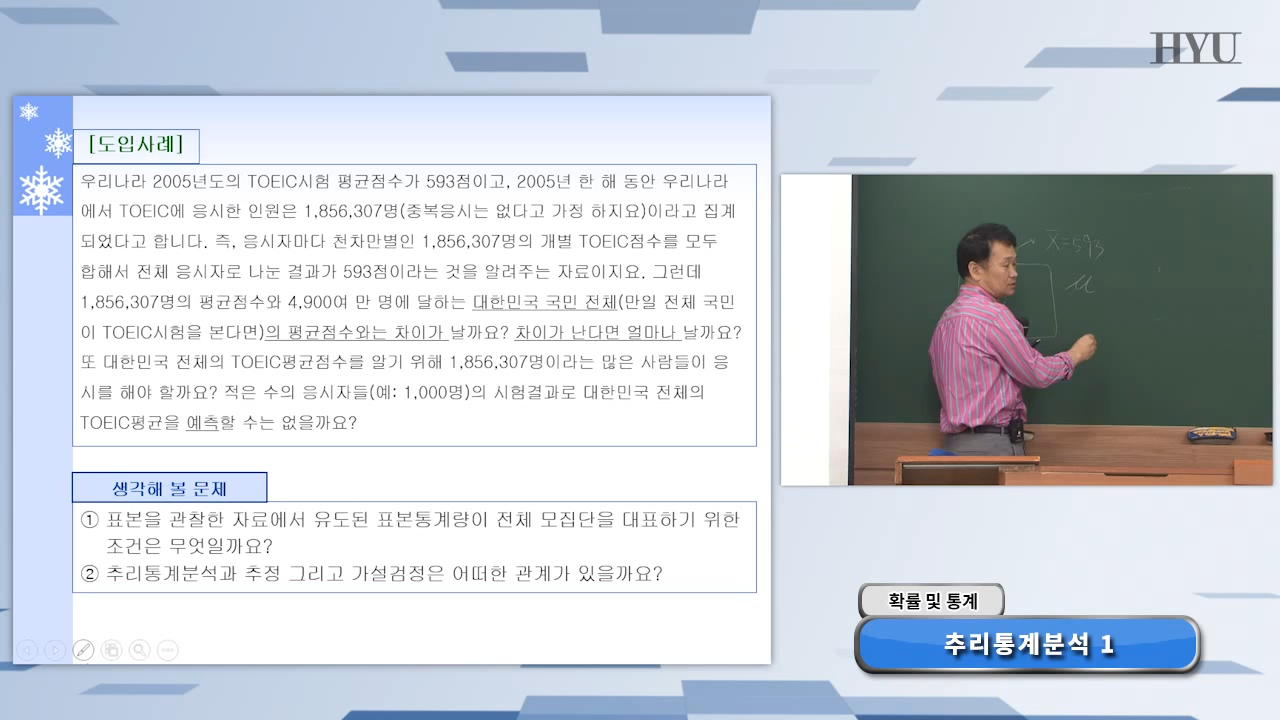 HYU
[도입사례]
우리나라 2005년도의 TOEIC시험 평균점수가 593점이고, 2005년 한 해 동안 우리나라
에서 TOEIC에 응시한 인원은 1,856,307명(중복응시는 없다고 가정 하지요)이라고 집계
되었다고 합니다. 즉, 응시자마다 천차만별인 1,856,307명의 개별 TOEIC점수를 모두
합해서 전체 응시자로 나눈 결과가 593점이라는 것을 알려주는 자료이지요. 그런데
1,856,307명의 평균점수와 4,900여 만 명에 달하는 대한민국 국민 전체(만일 전체 국민
이 TOEIC시험을 본다면)의 평균점수와는 차이가 날까요? 차이가 난다면 얼마나 날까요?
또 대한민국 전체의 TOEIC평균점수를 알기 위해 1,856,307명이라는 많은 사람들이 응
시를 해야 할까요? 적은 수의 응시자들(예: 1,000명)의 시험결과로 대한민국 전체의
TOEIC평균을 예측할 수는 없을까요?
생각해 볼 문제
① 표본을 관찰한 자료에서 유도된 표본통계량이 전체 모집단을 대표하기 위한
조건은 무엇일까요?
② 추리통계분석과 추정 그리고 가설검정은 어떠한 관계가 있을까요?
X̄=593
μ
확률 및 통계
추리통계분석 1